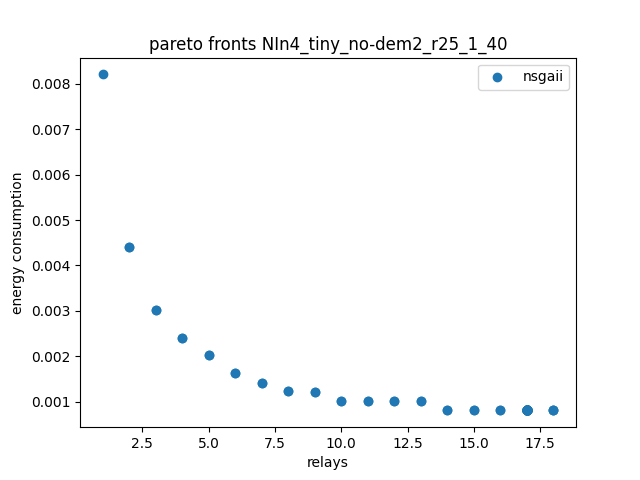 pareto fronts NIn4_tiny_no-dem2_r25_1_40
nsgaii
0.008
0.007
0.006
0.005
0.004
0.003
0.002
0.001
energy consumption
2.5 5.0 7.5 10.0 12.5 15.0 17.5
relays